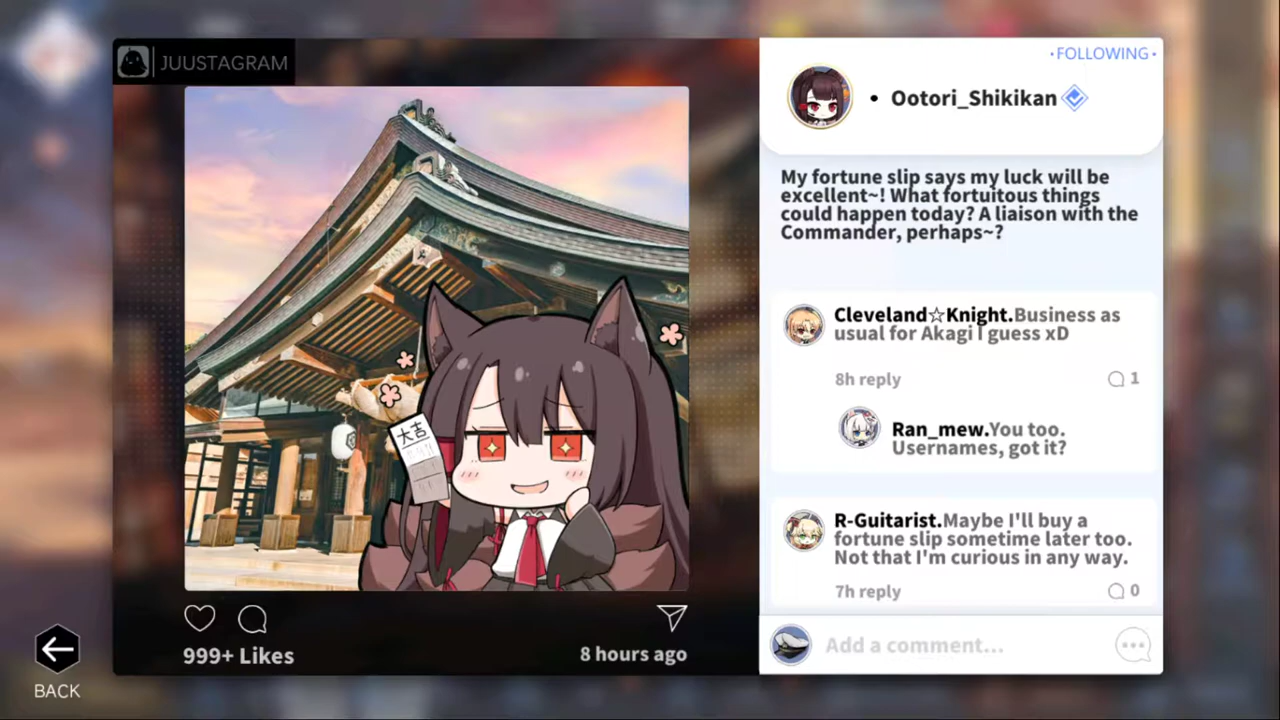 JUUSTAGRAM
•FOLLOWING•
• Ootori_Shikikan
My fortune slip says my luck will be
excellent~! What fortuitous things
could happen today? A liaison with the
Commander, perhaps~?
Cleveland☆Knight.Business as
usual for Akagi I guess xD
8h reply
1
Ran_mew.You too.
Usernames, got it?
R-Guitarist.Maybe I'll buy a
fortune slip sometime later too.
Not that I'm curious in any way.
7h reply
0
大吉
999+ Likes
8 hours ago
Add a comment...
BACK